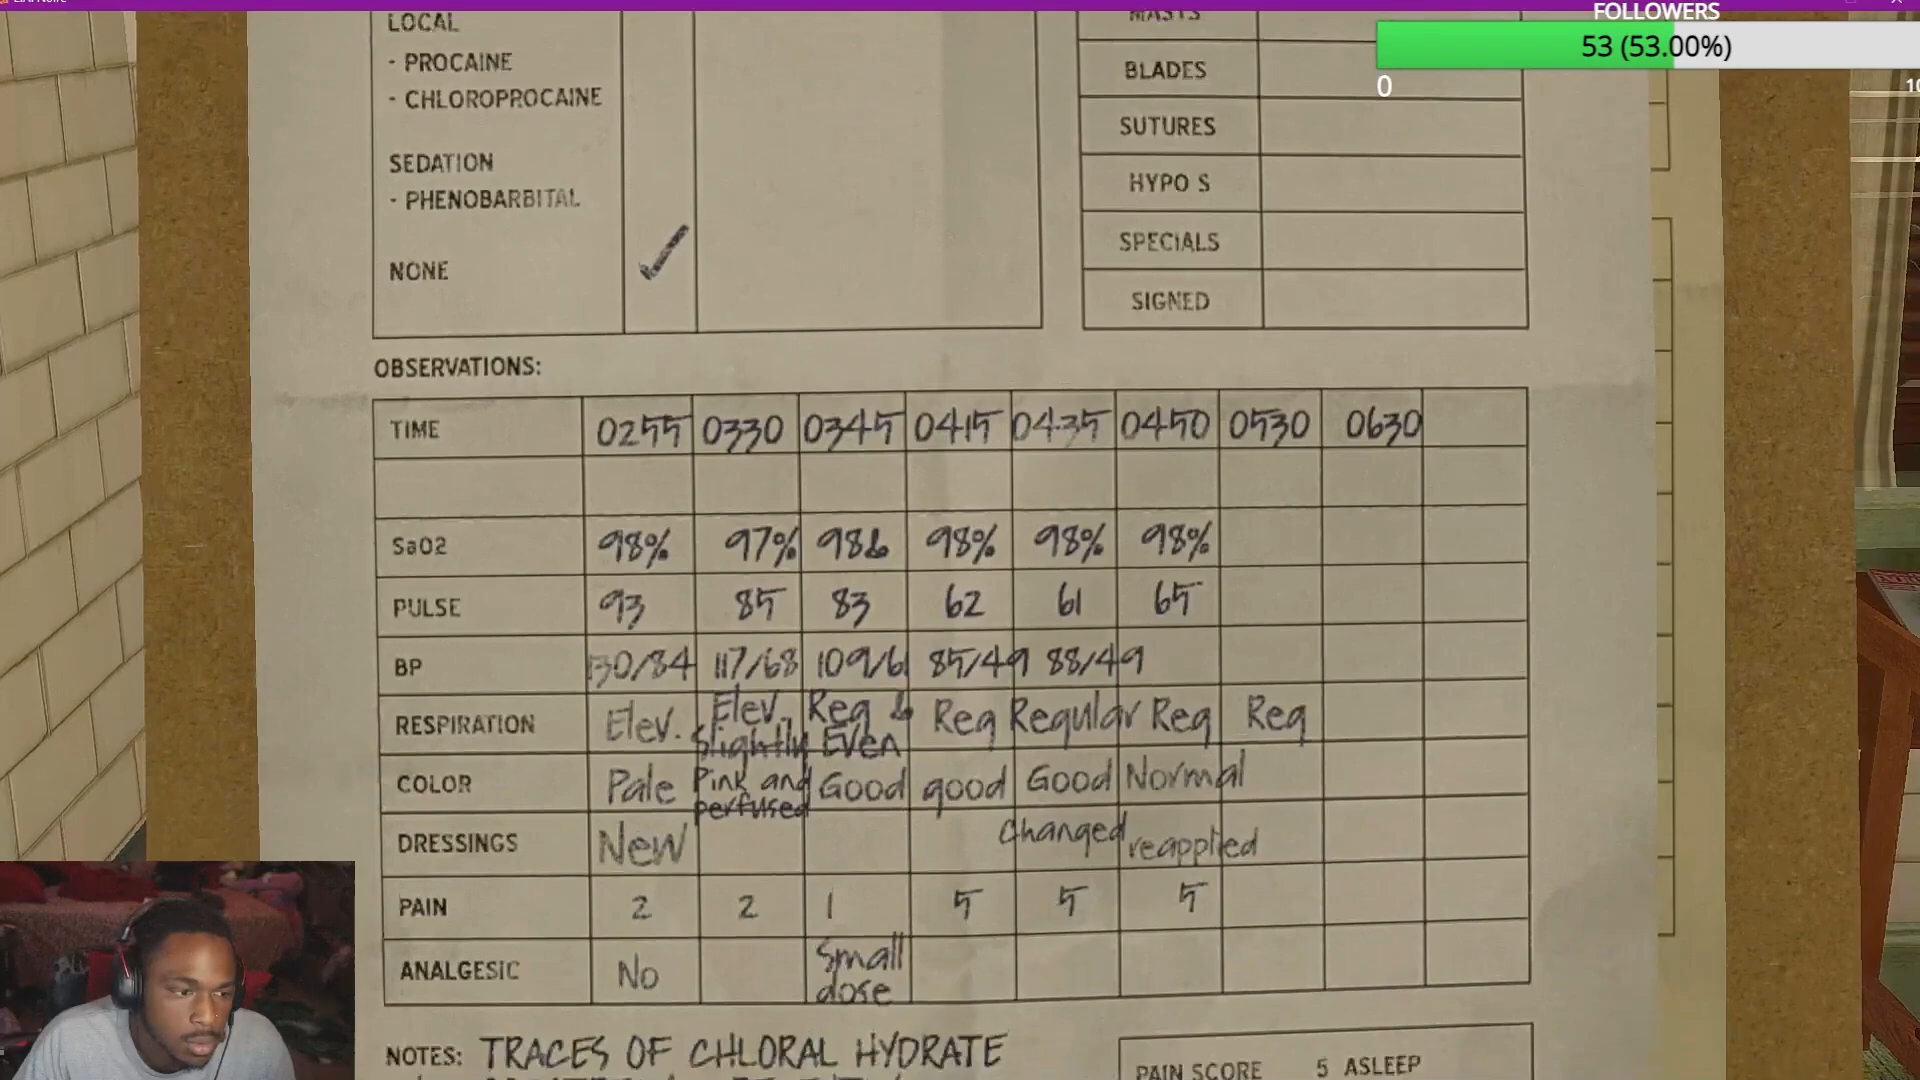 FOLLOWERS
53 (53.00%)
0
LOCAL
- PROCAINE
- CHLOROPROCAINE
SEDATION
- PHENOBARBITAL
NONE
BLADES
SUTURES
HYPO S
SPECIALS
SIGNED
OBSERVATIONS:
TIME 0255 0330 0345 0415 0435 0450 0530 0630
SaO2 98% 97% 98% 98% 98% 98%
PULSE 93 85 83 62 61 65
BP 130/84 117/68 109/6 85/49 88/49
RESPIRATION Elev. Elev. Slightly Reg & Even Reg Regular Reg Reg
COLOR Pale Pink and perfused Good good Good Normal
DRESSINGS New Changed reapplied
PAIN 2 2 1 5 5 5
ANALGESIC No Small dose
NOTES: TRACES OF CHLORAL HYDRATE
PAIN SCORE 5 ASLEEP